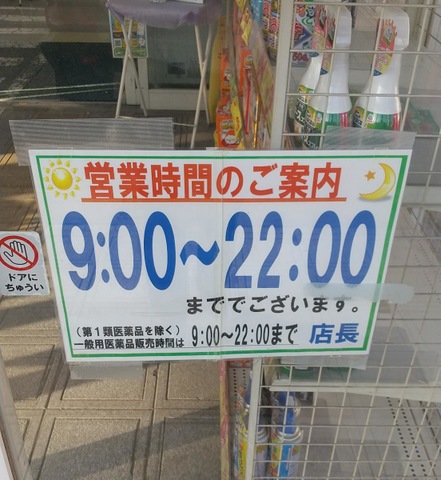 営業時間のご案内
9:00～22:00
まででございます。
(第1類医薬品を除く)
一般用医薬品販売時間は 9:00～22:00まで 店長
ドアに
ちゅうい